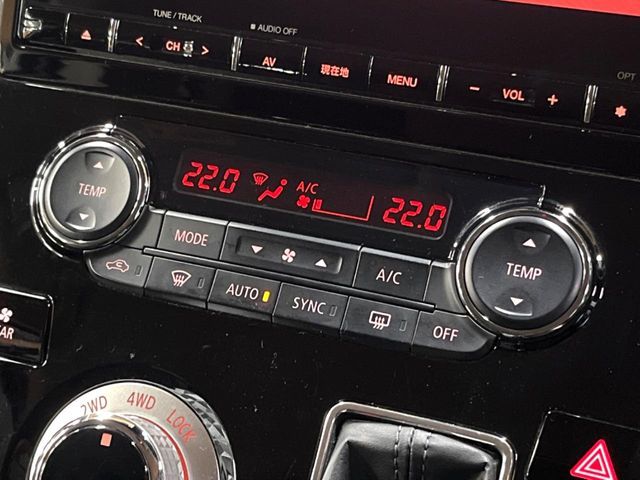 TUNE / TRACK
AUDIO OFF
< CH >
AV
現在地
MENU
− VOL +
OPT
TEMP
22.0
A/C
22.0
TEMP
MODE
A/C
AUTO
SYNC
OFF
2WD
4WD
LOCK